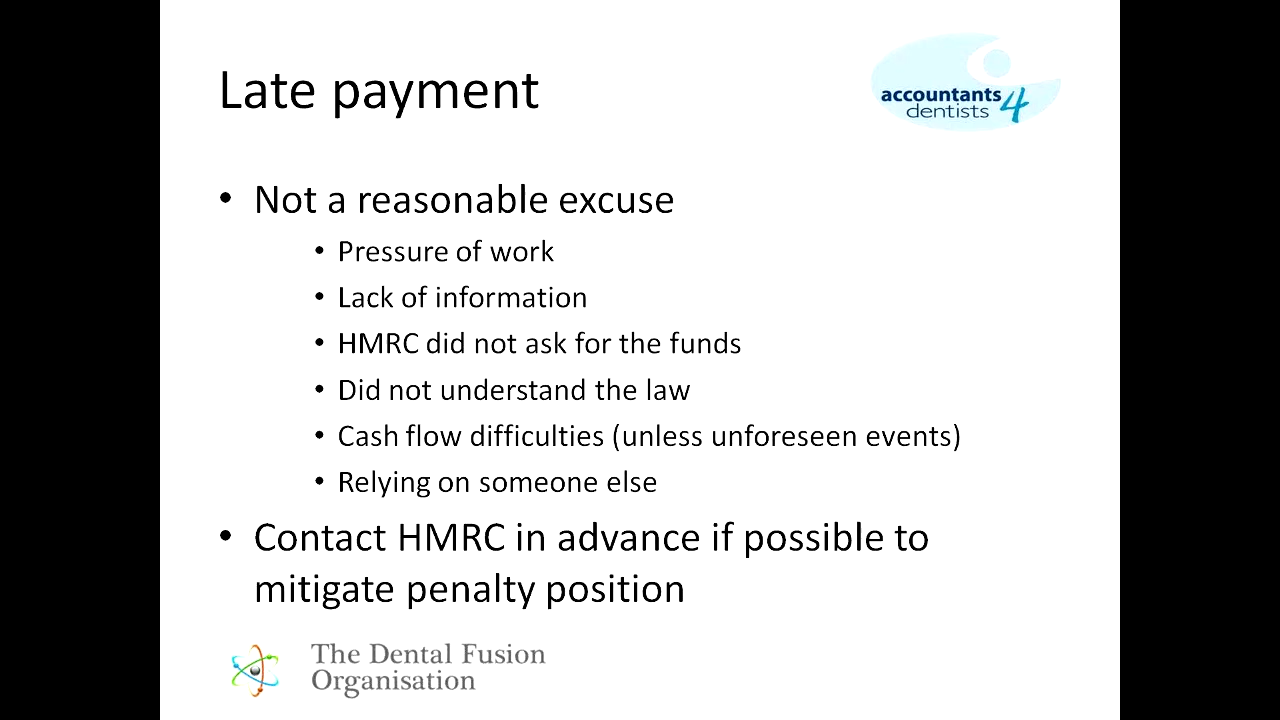 Late payment
accountants 4
dentists
• Not a reasonable excuse
• Pressure of work
• Lack of information
• HMRC did not ask for the funds
• Did not understand the law
• Cash flow difficulties (unless unforeseen events)
• Relying on someone else
• Contact HMRC in advance if possible to
mitigate penalty position
The Dental Fusion
Organisation